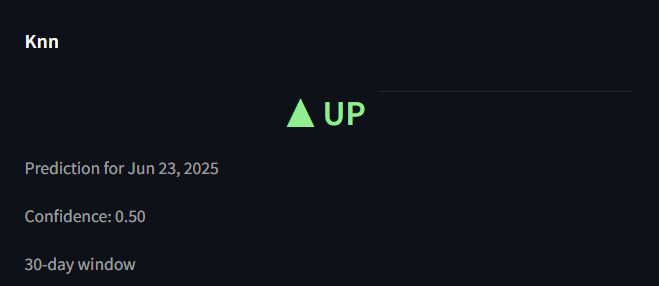 Knn
▲ UP
Prediction for Jun 23, 2025
Confidence: 0.50
30-day window